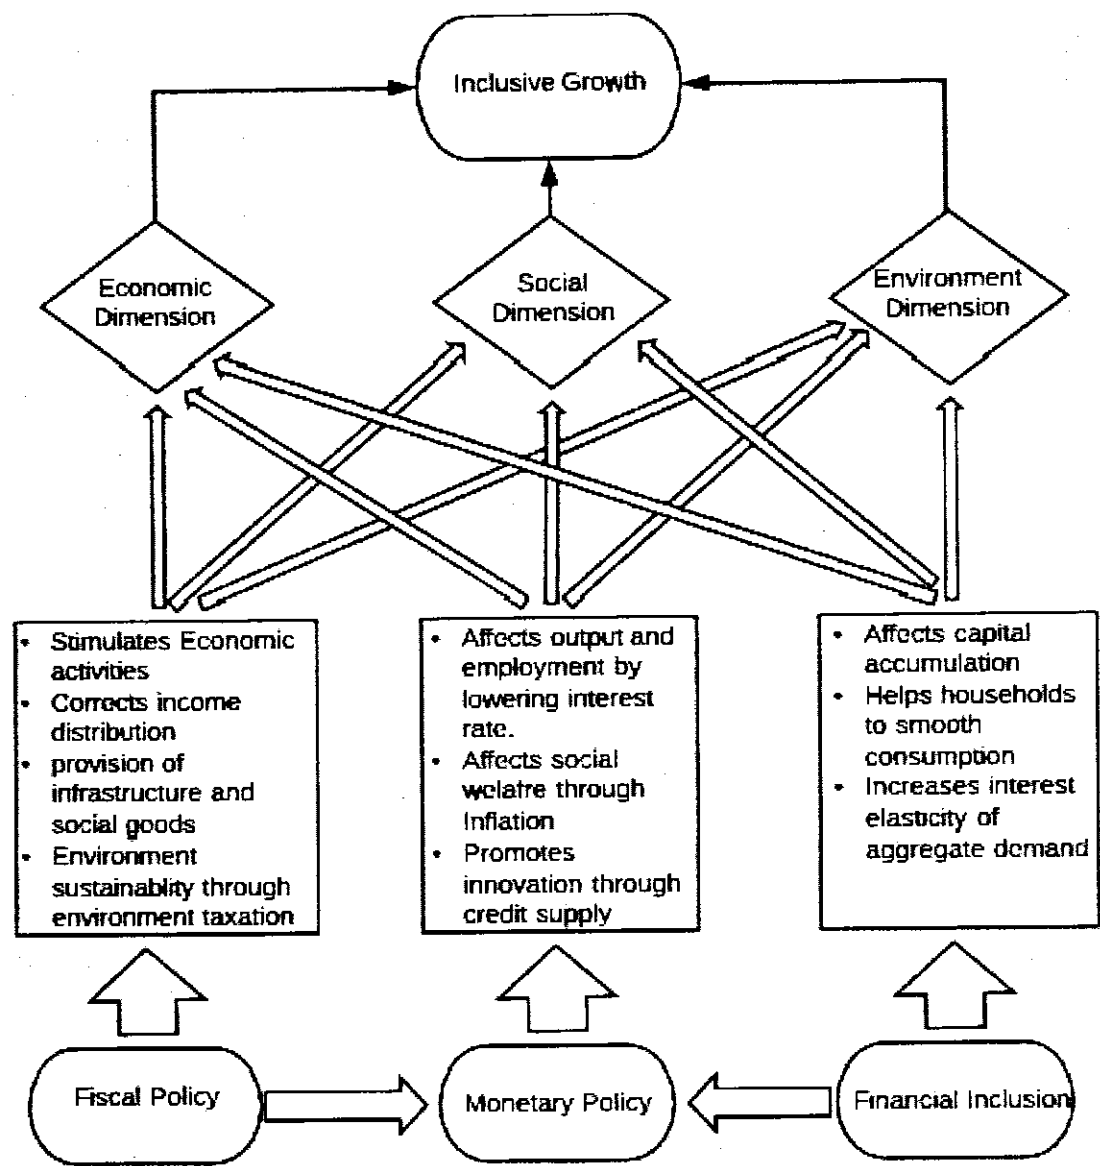 Inclusive Growth
Economic
Dimension
Social
Dimension
Environment
Dimension
• Stimulates Economic
activities
• Corrects income
distribution
• provision of
infrastructure and
social goods
• Environment
sustainablity through
environment taxation
• Affects output and
employment by
lowering interest
rate.
• Affects social
welatre through
Inflation
• Promotes
innovation through
credit supply
• Affects capital
accumulation
• Helps households
to smooth
consumption
• Increases interest
elasticity of
aggregate demand
Fiscal Policy
Monetary Policy
Financial Inclusion